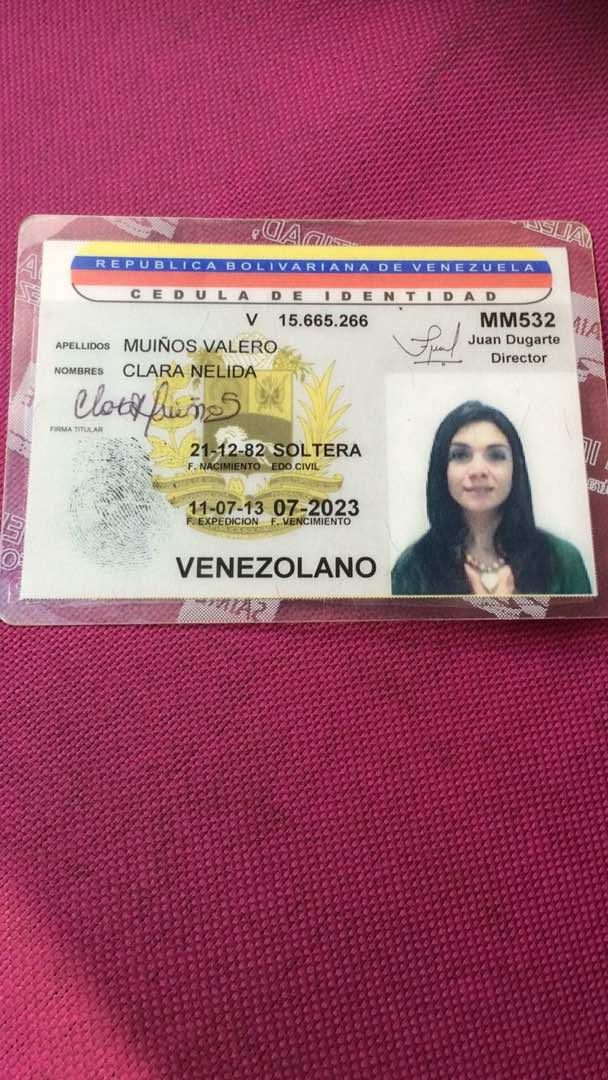 REPUBLICA BOLIVARIANA DE VENEZUELA
CEDULA DE IDENTIDAD
V 15.665.266 MM532
Juan Dugarte
Director
APELLIDOS MUIÑOS VALERO
NOMBRES CLARA NELIDA
FIRMA TITULAR
21-12-82 SOLTERA
F. NACIMIENTO EDO CIVIL
11-07-13 07-2023
F. EXPEDICION F. VENCIMIENTO
VENEZOLANO